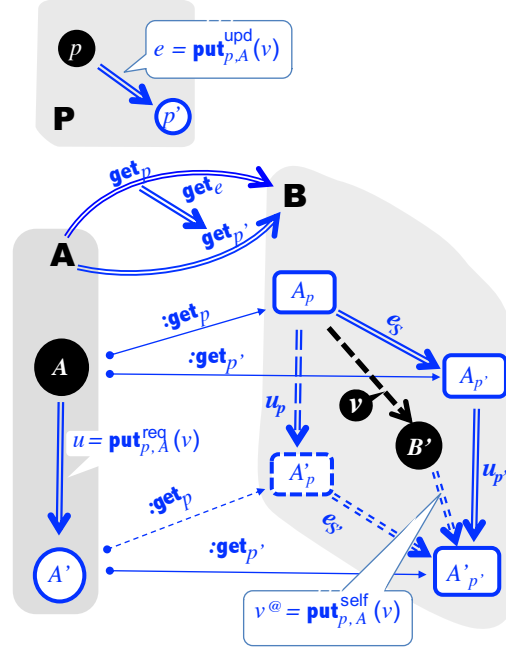 p
e = put^upd_{p,A}(v)
P
p'
get_p
get_e
B
get_{p'}
A
A_p
:get_p
e_S
:get_{p'}
A
A_{p'}
u_p
v
B'
u = put^req_{p,A}(v)
A'_p
u_{p'}
:get_p
e_{S'}
:get_{p'}
A'
A'_{p'}
v^@ = put^self_{p,A}(v)